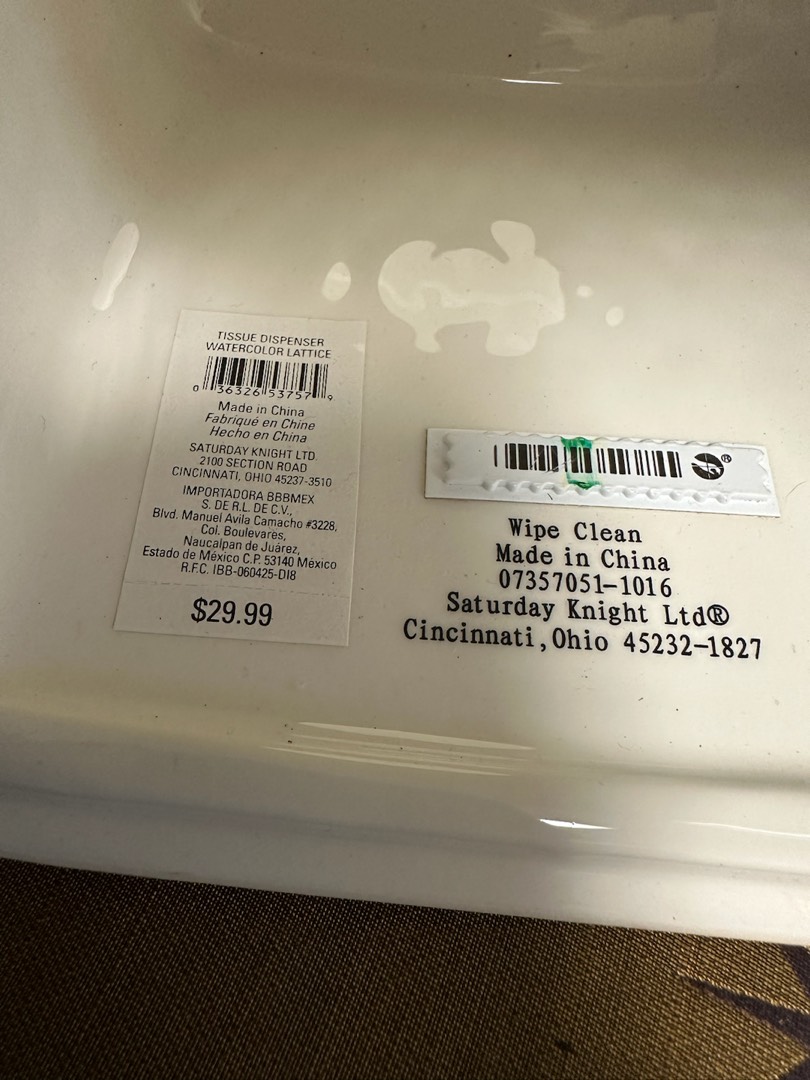 TISSUE DISPENSER
WATERCOLOR LATTICE
0 36326 53757 9
Made in China
Fabriqué en Chine
Hecho en China
SATURDAY KNIGHT LTD.
2100 SECTION ROAD
CINCINNATI, OHIO 45237-3510
IMPORTADORA BBBMEX
S. DE R.L. DE C.V.,
Blvd. Manuel Avila Camacho #3228,
Col. Boulevares,
Naucalpan de Juárez,
Estado de México C.P. 53140 México
R.F.C. IBB-060425-DI8
$29.99
®
Wipe Clean
Made in China
07357051-1016
Saturday Knight Ltd®
Cincinnati,Ohio 45232-1827